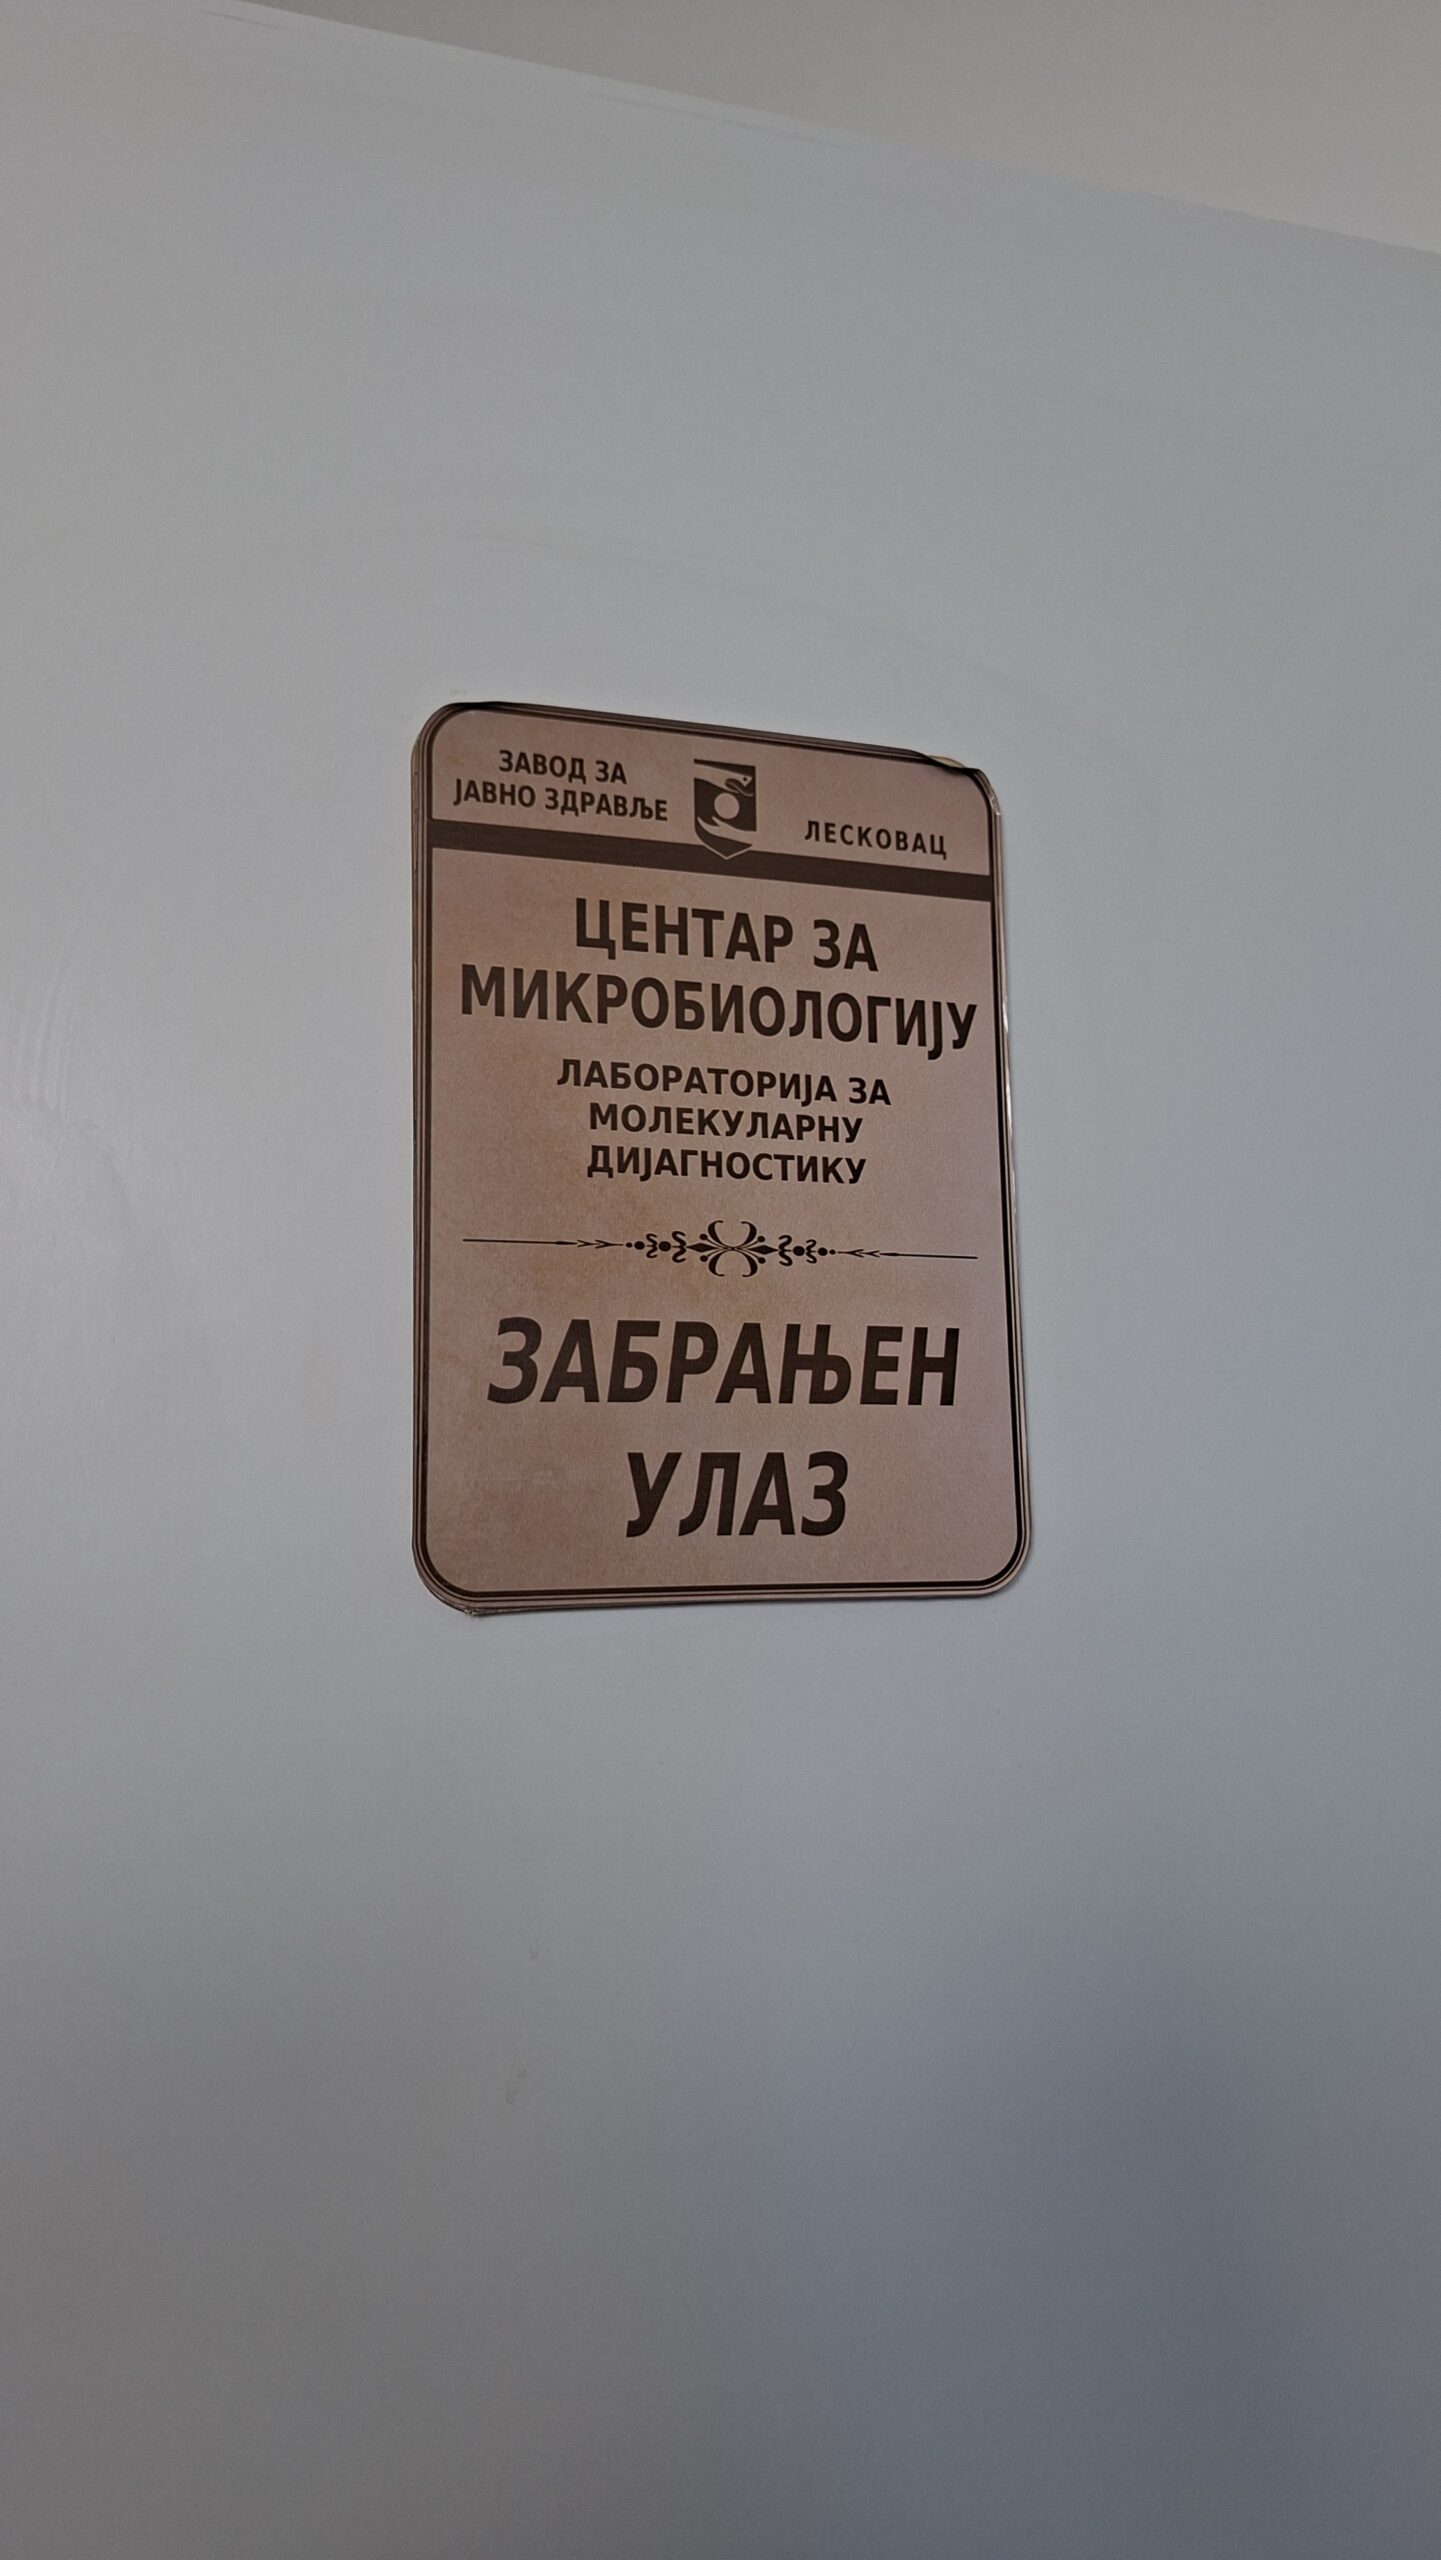 ЗАВОД ЗА
ЈАВНО ЗДРАВЉЕ
ЛЕСКОВАЦ
ЦЕНТАР ЗА
МИКРОБИОЛОГИЈУ
ЛАБОРАТОРИЈА ЗА
МОЛЕКУЛАРНУ
ДИЈАГНОСТИКУ
ЗАБРАЊЕН
УЛАЗ